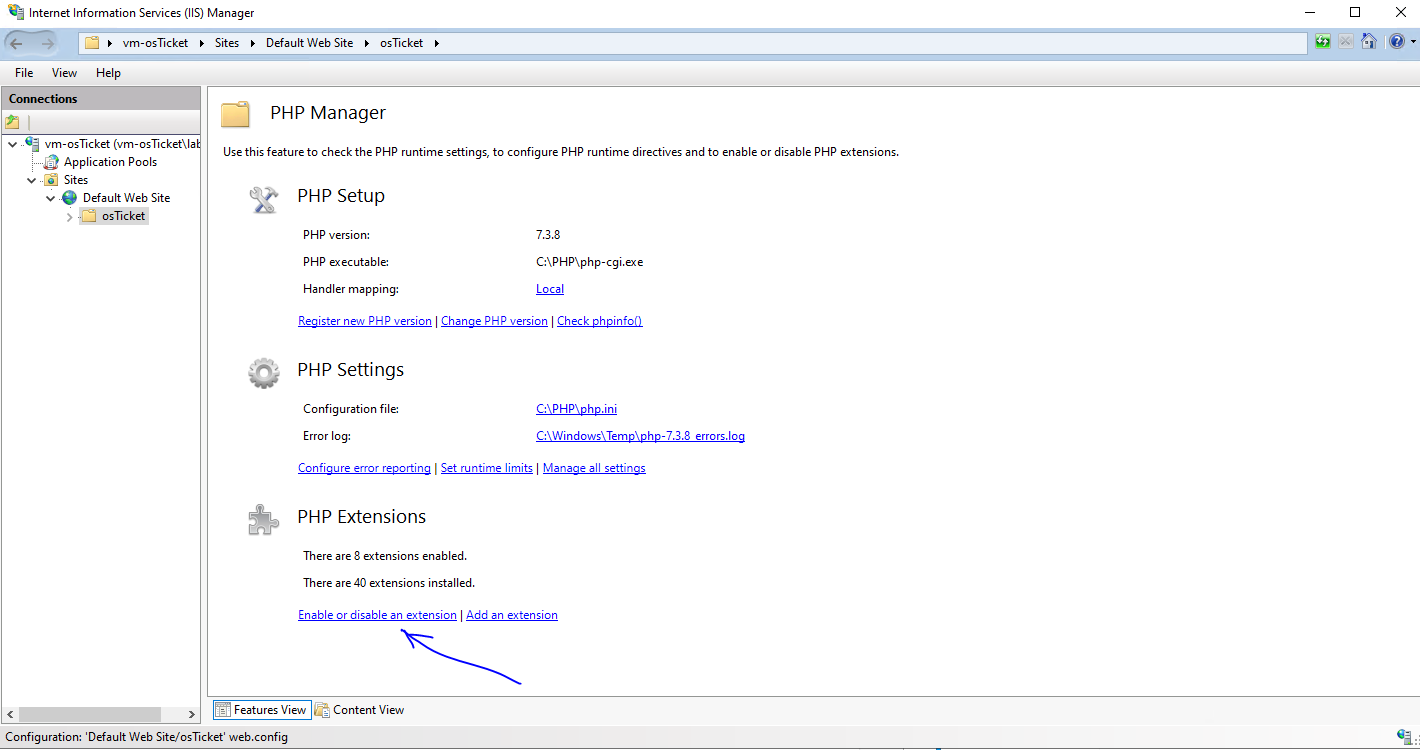 Internet Information Services (IIS) Manager
vm-osTicket Sites Default Web Site osTicket
File View Help
Connections
vm-osTicket (vm-osTicket\lab
Application Pools
Sites
Default Web Site
osTicket
PHP Manager
Use this feature to check the PHP runtime settings, to configure PHP runtime directives and to enable or disable PHP extensions.
PHP Setup
PHP version: 7.3.8
PHP executable: C:\PHP\php-cgi.exe
Handler mapping: Local
Register new PHP version | Change PHP version | Check phpinfo()
PHP Settings
Configuration file: C:\PHP\php.ini
Error log: C:\Windows\Temp\php-7.3.8_errors.log
Configure error reporting | Set runtime limits | Manage all settings
PHP Extensions
There are 8 extensions enabled.
There are 40 extensions installed.
Enable or disable an extension | Add an extension
Features View Content View
Configuration: 'Default Web Site/osTicket' web.config